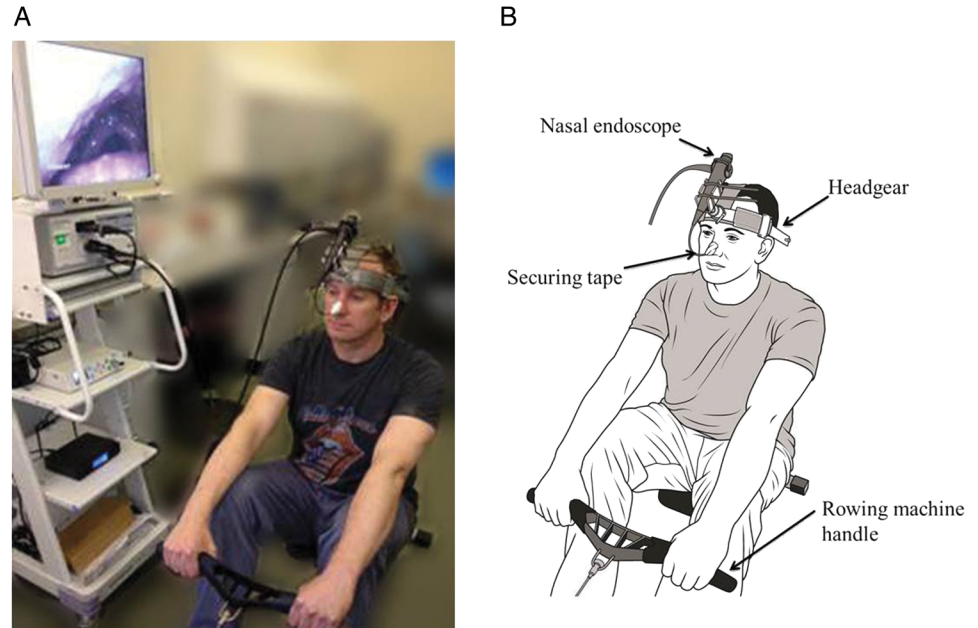 A
B
Nasal endoscope
Headgear
Securing tape
Rowing machine
handle